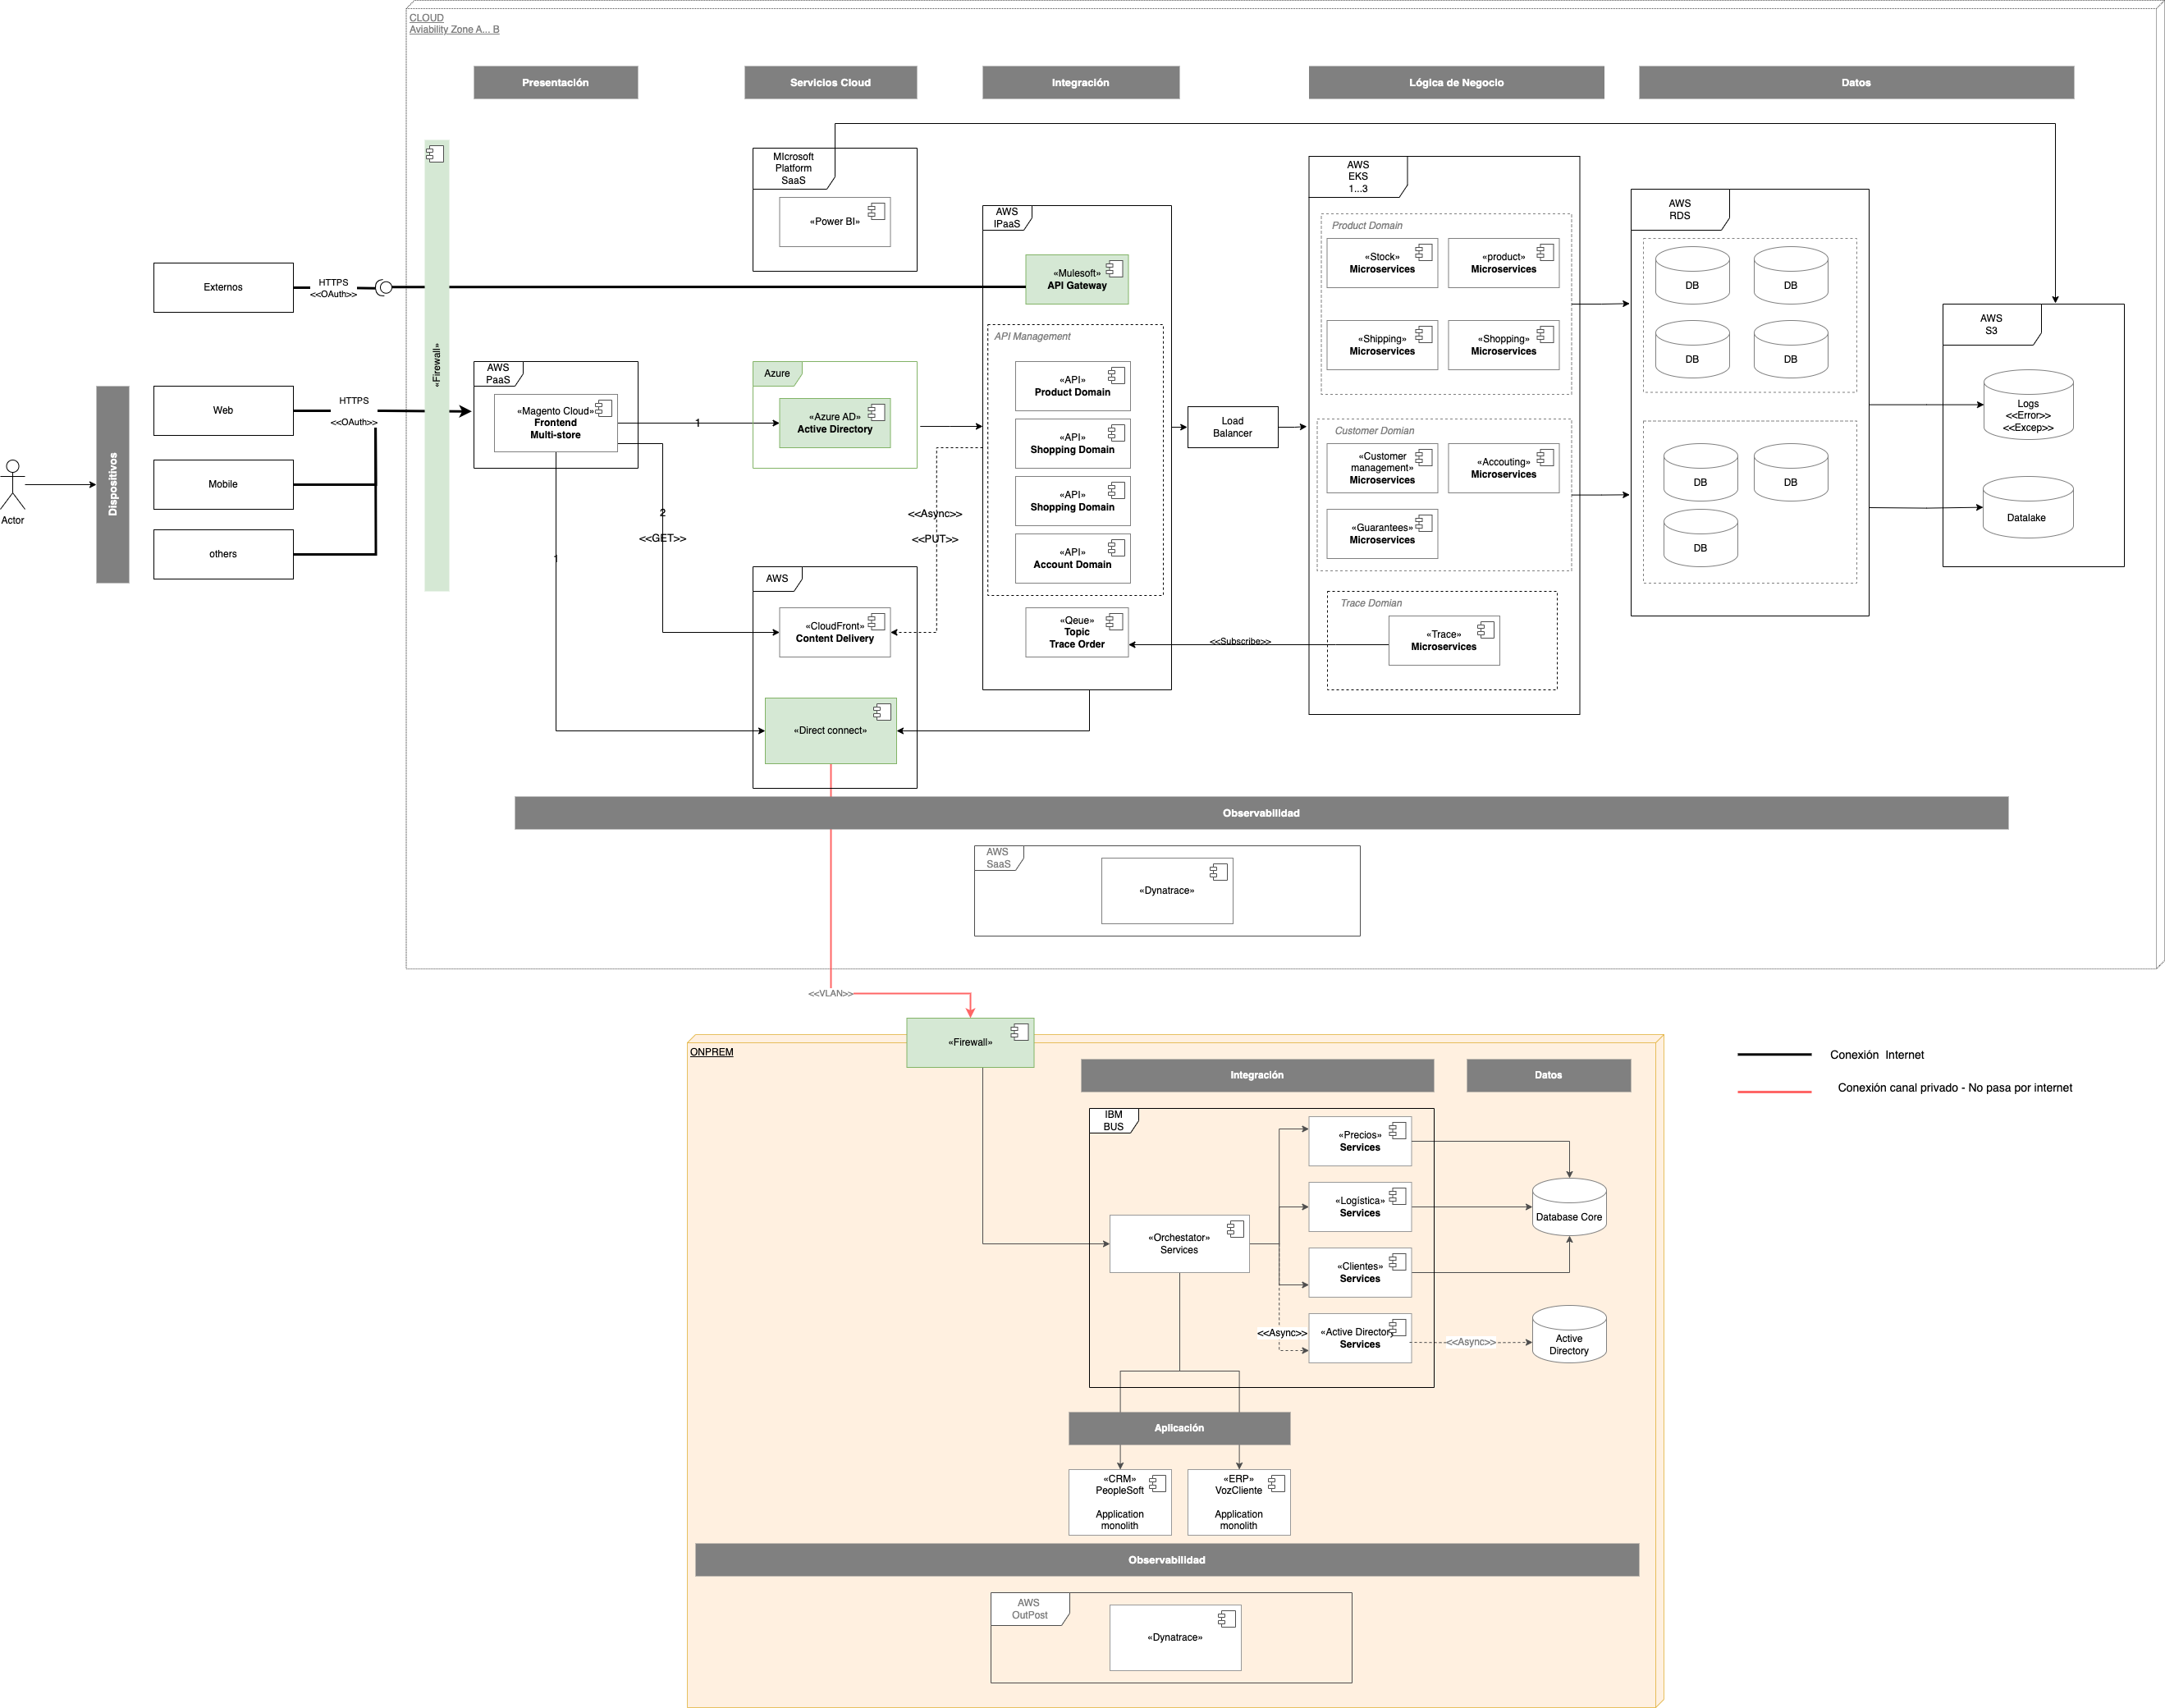 CLOUD
Aviability Zone A... B
Presentación
Servicios Cloud
Integración
Lógica de Negocio
Datos
MIcrosoft
Platform
SaaS
«Power BI»
«Firewall»
Externos
HTTPS
<<OAuth>>
Web
HTTPS
<<OAuth>>
Mobile
others
Dispositivos
Actor
AWS
PaaS
«Magento Cloud»
Frontend
Multi-store
1
2
<<GET>>
1
Azure
«Azure AD»
Active Directory
<<Async>>
<<PUT>>
AWS
«CloudFront»
Content Delivery
«Direct connect»
AWS
IPaaS
«Mulesoft»
API Gateway
API Management
«API»
Product Domain
«API»
Shopping Domain
«API»
Shopping Domain
«API»
Account Domain
«Qeue»
Topic
Trace Order
<<Subscribe>>
Load
Balancer
AWS
EKS
1...3
Product Domain
«Stock»
Microservices
«product»
Microservices
«Shipping»
Microservices
«Shopping»
Microservices
Customer Domian
«Customer
management»
Microservices
«Accouting»
Microservices
«Guarantees»
Microservices
Trace Domian
«Trace»
Microservices
AWS
RDS
DB
DB
DB
DB
DB
DB
DB
AWS
S3
Logs
<<Error>>
<<Excep>>
Datalake
Observabilidad
AWS
SaaS
«Dynatrace»
<<VLAN>>
«Firewall»
ONPREM
Integración
Datos
Conexión Internet
Conexión canal privado - No pasa por internet
IBM
BUS
«Orchestator»
Services
«Precios»
Services
«Logística»
Services
«Clientes»
Services
<<Async>>
«Active Directory
Services
<<Async>>
Database Core
Active
Directory
Aplicación
«CRM»
PeopleSoft
Application
monolith
«ERP»
VozCliente
Application
monolith
Observabilidad
AWS
OutPost
«Dynatrace»